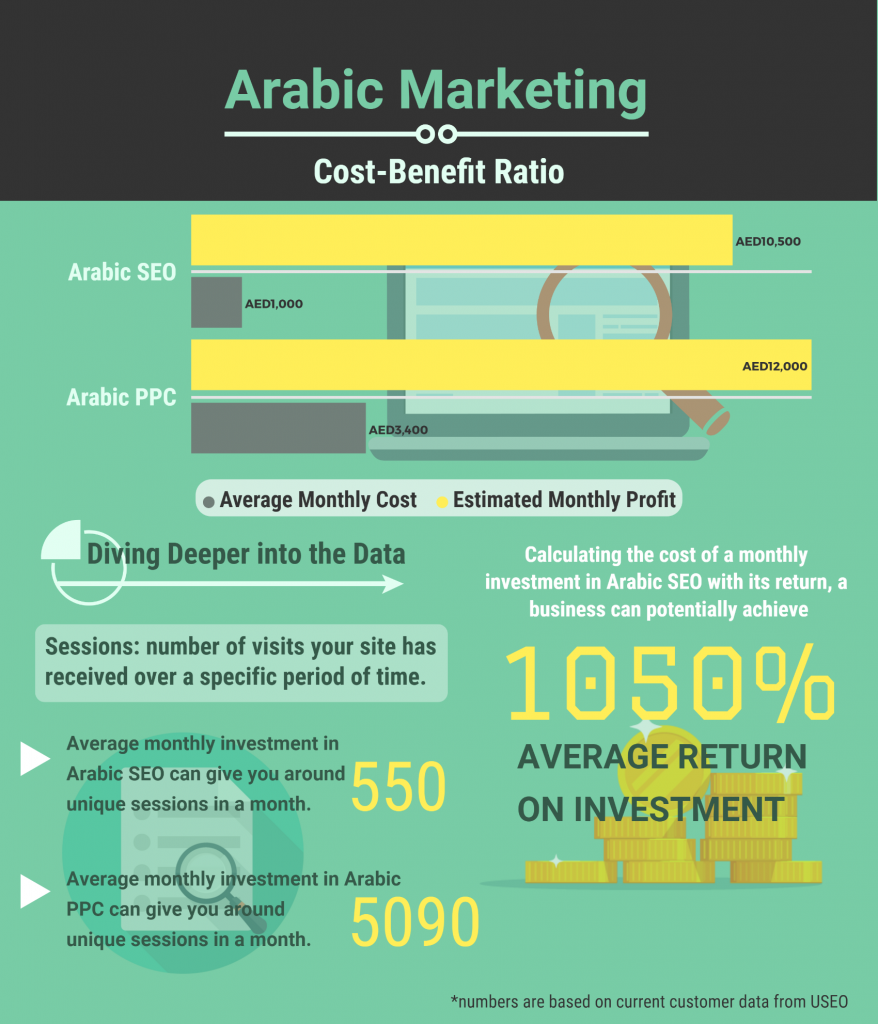 Arabic Marketing
Cost-Benefit Ratio
AED10,500
Arabic SEO
AED1,000
AED12,000
Arabic PPC
AED3,400
Average Monthly Cost
Estimated Monthly Profit
Diving Deeper into the Data
Sessions: number of visits your site has
received over a specific period of time.
Average monthly investment in
Arabic SEO can give you around
550
unique sessions in a month.
Average monthly investment in Arabic
PPC can give you around
5090
unique sessions in a month.
Calculating the cost of a monthly
investment in Arabic SEO with its return, a
business can potentially achieve
1050%
AVERAGE RETURN
ON INVESTMENT
*numbers are based on current customer data from USEO